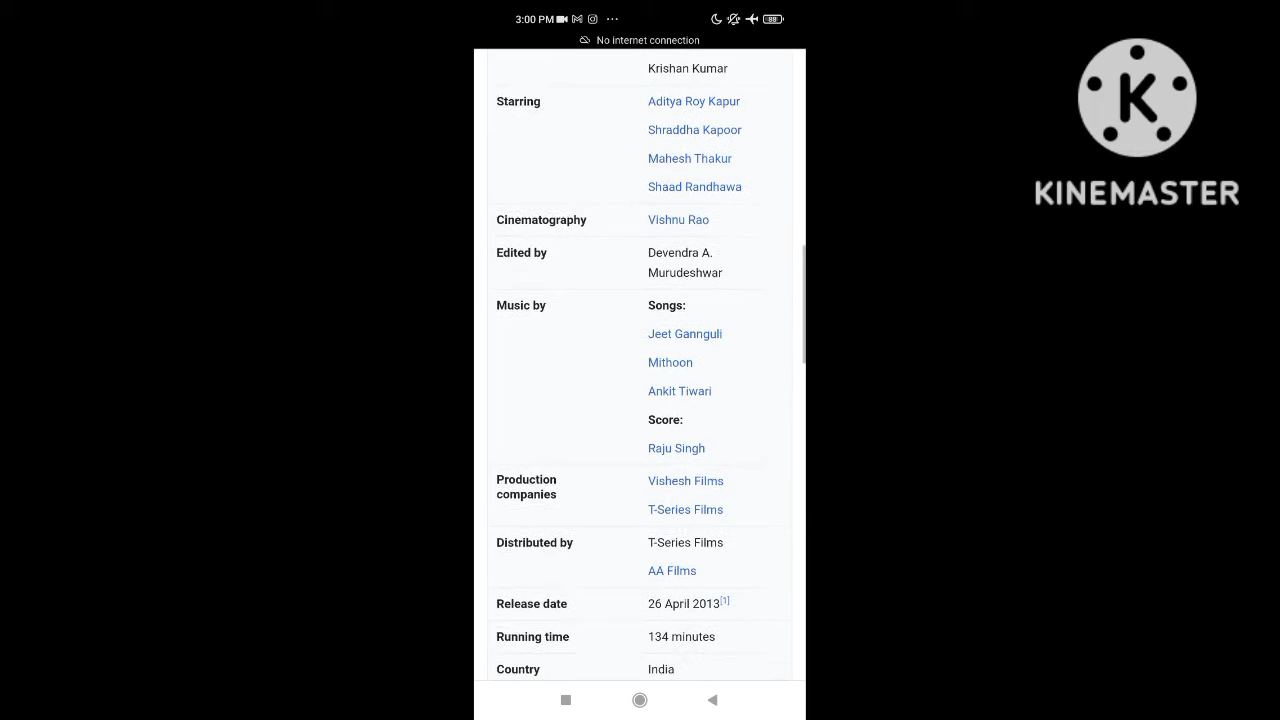 3:00 PM
88
No internet connection
Krishan Kumar
Starring
Aditya Roy Kapur
Shraddha Kapoor
Mahesh Thakur
Shaad Randhawa
Cinematography
Vishnu Rao
Edited by
Devendra A.
Murudeshwar
Music by
Songs:
Jeet Gannguli
Mithoon
Ankit Tiwari
Score:
Raju Singh
Production
companies
Vishesh Films
T-Series Films
Distributed by
T-Series Films
AA Films
Release date
26 April 2013[1]
Running time
134 minutes
Country
India
K
KINEMASTER